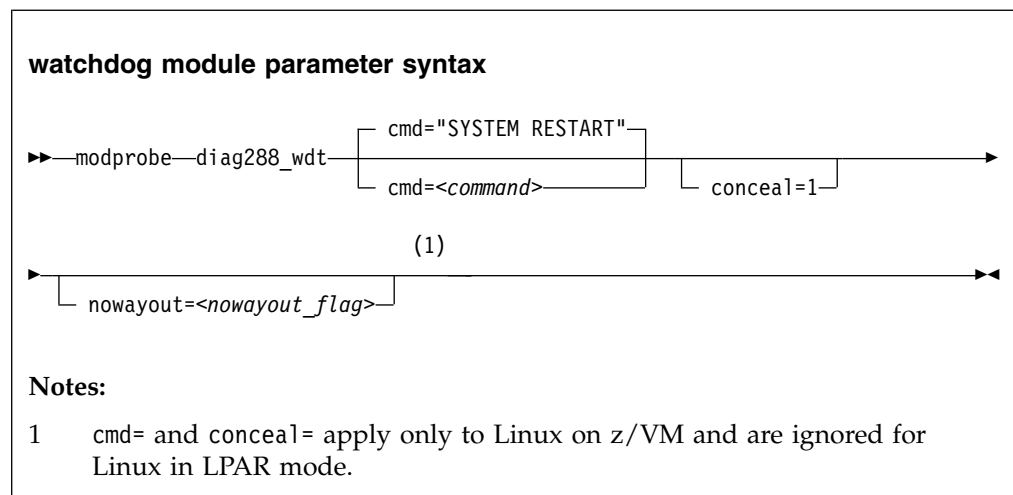 watchdog module parameter syntax
cmd="SYSTEM RESTART"
modprobe diag288_wdt
cmd=<command>
conceal=1
(1)
nowayout=<nowayout_flag>
Notes:
1 cmd= and conceal= apply only to Linux on z/VM and are ignored for
Linux in LPAR mode.